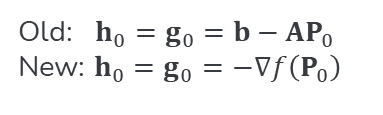 Old: h₀ = g₀ = b − AP₀
New: h₀ = g₀ = −∇f(P₀)